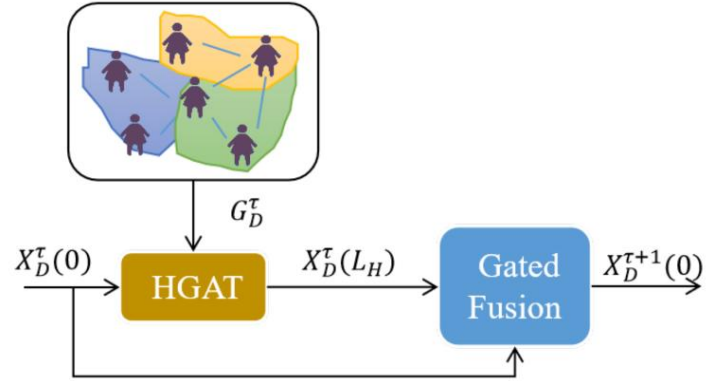 G_D^τ
X_D^τ(0)
HGAT
X_D^τ(L_H)
Gated
Fusion
X_D^{τ+1}(0)